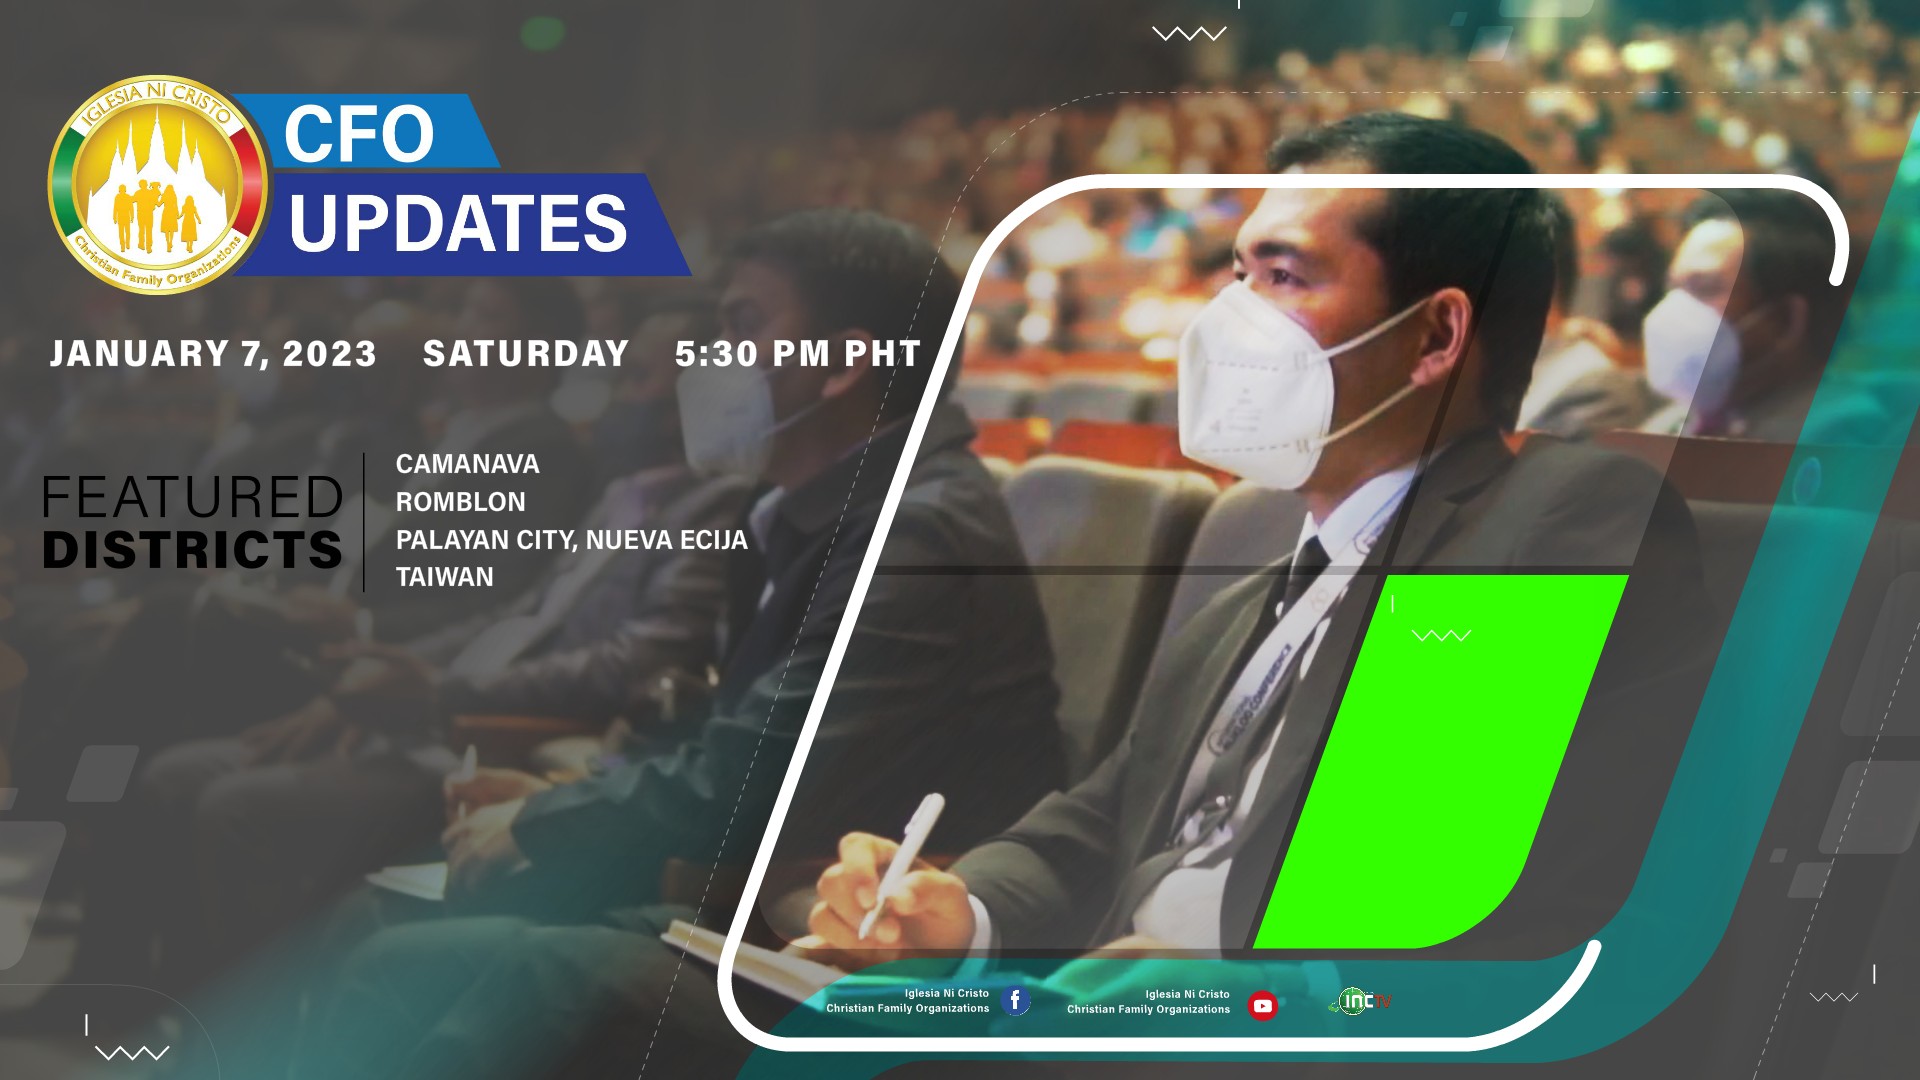 IGLESIA NI CRISTO
Christian Family Organizations
CFO
UPDATES
JANUARY 7, 2023 SATURDAY 5:30 PM PHT
FEATURED
DISTRICTS
CAMANAVA
ROMBLON
PALAYAN CITY, NUEVA ECIJA
TAIWAN
CONFERENCE
Iglesia Ni Cristo
Christian Family Organizations
f
Iglesia Ni Cristo
Christian Family Organizations
INCTV